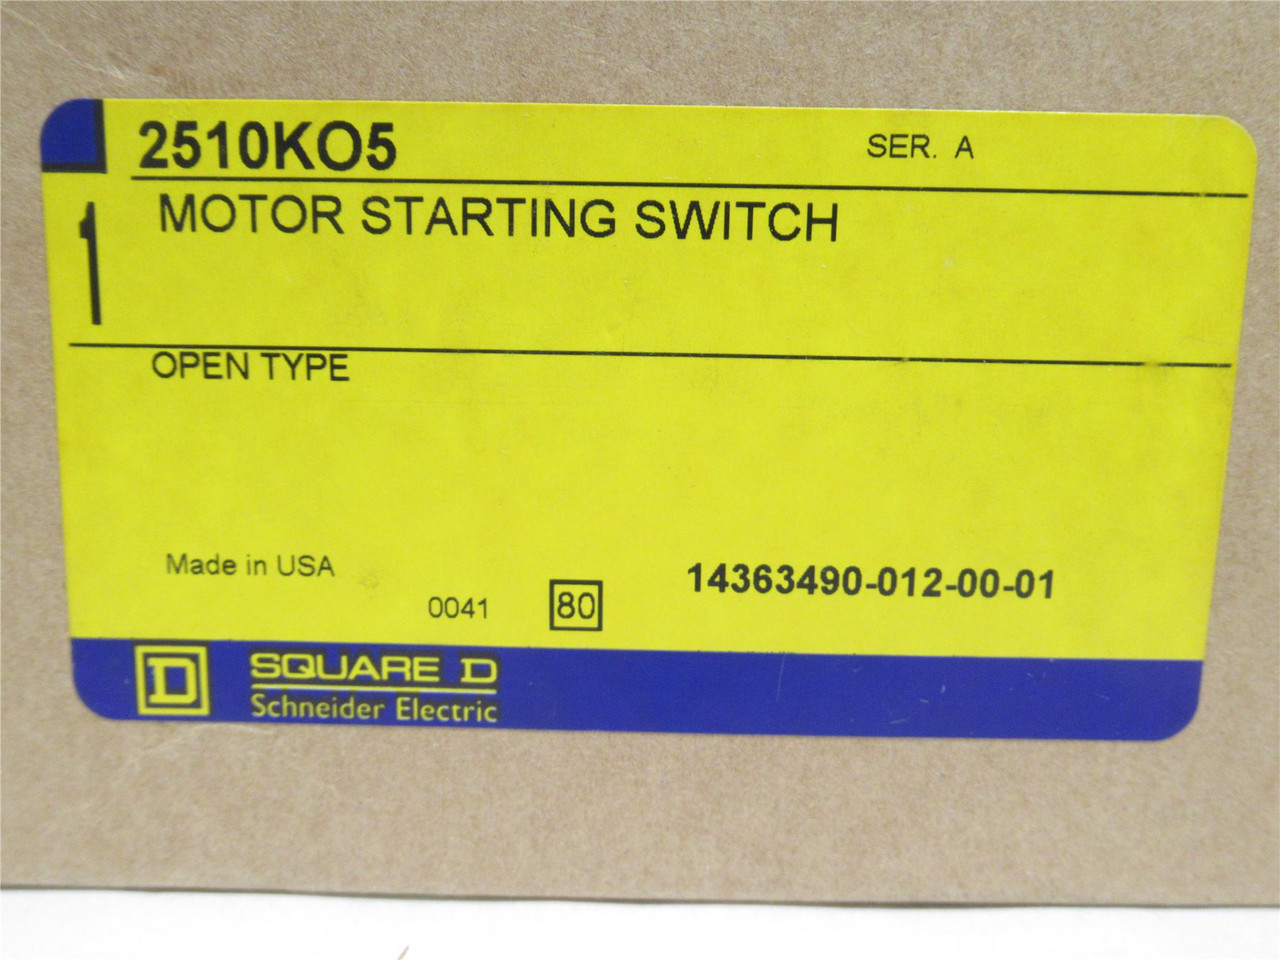 2510KO5 SER. A
1
MOTOR STARTING SWITCH
OPEN TYPE
Made in USA
0041 80 14363490-012-00-01
D SQUARE D
Schneider Electric